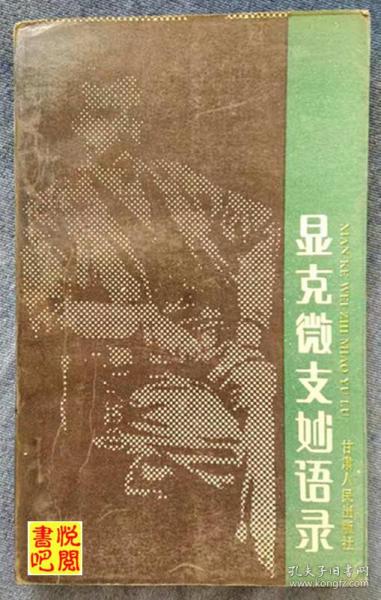 显克微支妙语录
XIAN KE WEI ZHI MIAO YU LU
甘肃人民出版社
悦阅
書吧
孔夫子旧书网
www.kongfz.com